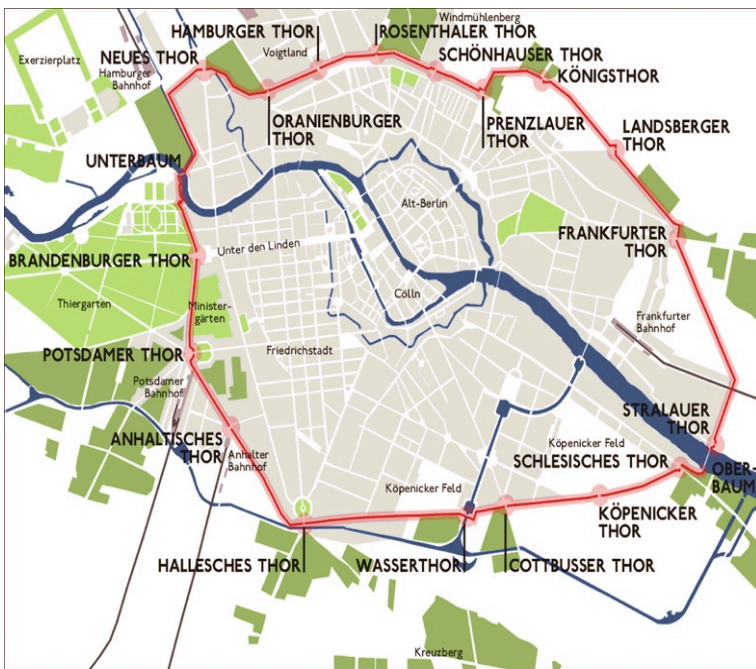 Windmühlenberg
HAMBURGER THOR
ROSENTHALER THOR
Exerzierplatz
NEUES THOR
Voigtland
SCHÖNHAUSER THOR
Hamburger
Bahnhof
KÖNIGSTHOR
ORANIENBURGER
THOR
PRENZLAUER
THOR
LANDSBERGER
THOR
UNTERBAUM
Alt-Berlin
FRANKFURTER
THOR
Unter den Linden
BRANDENBURGER THOR
Cölln
Thiergarten
Minister-
gärten
Frankfurter
Bahnhof
POTSDAMER THOR
Friedrichstadt
Potsdamer
Bahnhof
STRALAUER
THOR
ANHALTISCHES
THOR
Anhalter
Bahnhof
Köpenicker Feld
SCHLESISCHES THOR
OBER-
BAUM
Köpenicker Feld
KÖPENICKER
THOR
HALLESCHES THOR
WASSERTHOR
COTTBUSSER THOR
Kreuzberg